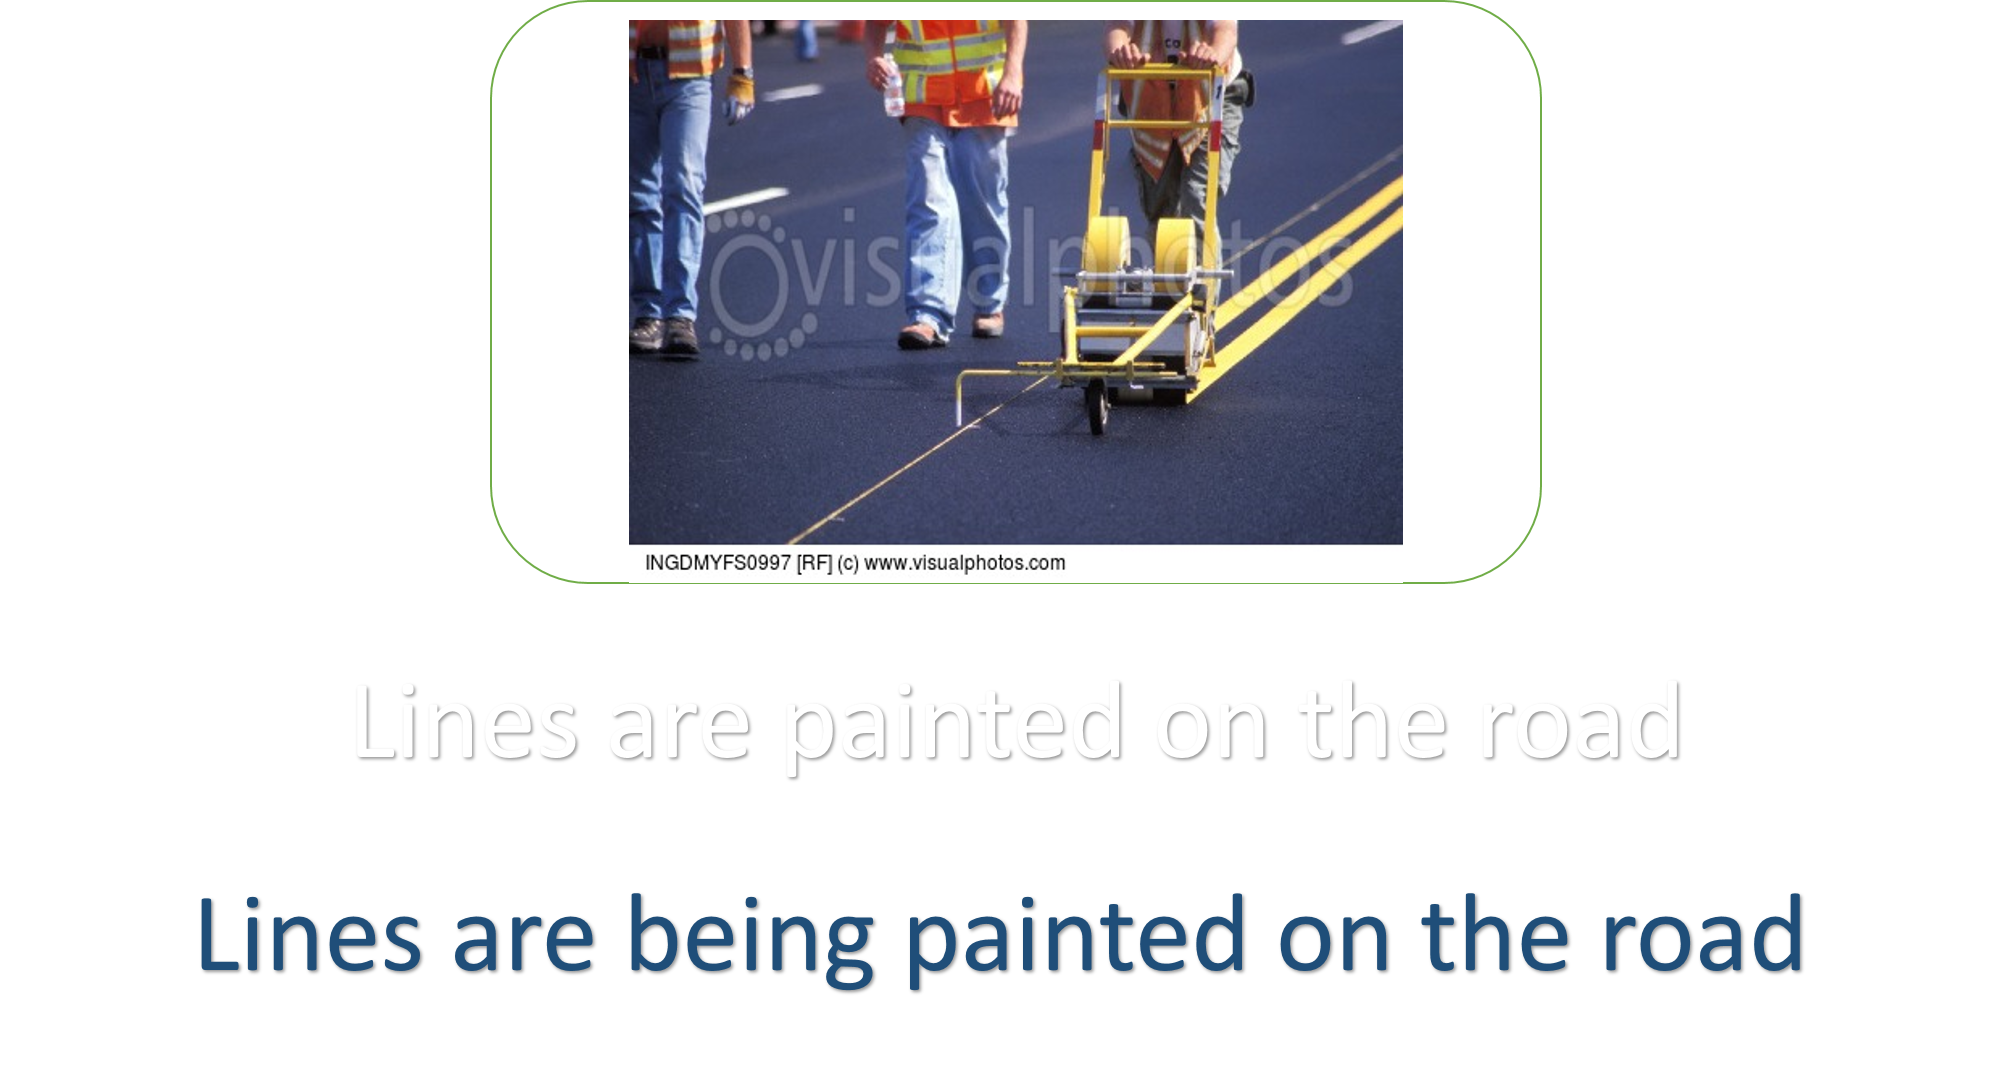 visualphotos
INGDMYFS0997 [RF] (c) www.visualphotos.com
Lines are painted on the road
Lines are being painted on the road